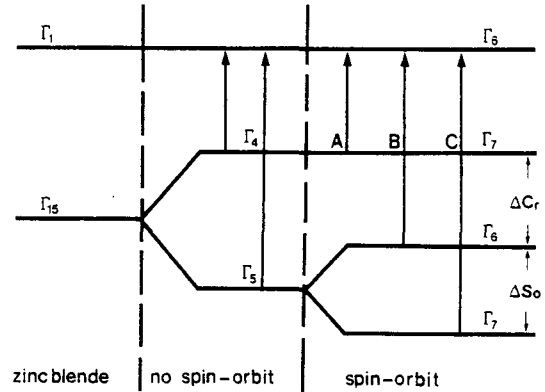 Γ₁ Γ₆
Γ₄ A B C Γ₇
Γ₁₅ ΔCᵣ
Γ₆
Γ₅ ΔSₒ
Γ₇
zinc blende no spin-orbit spin-orbit